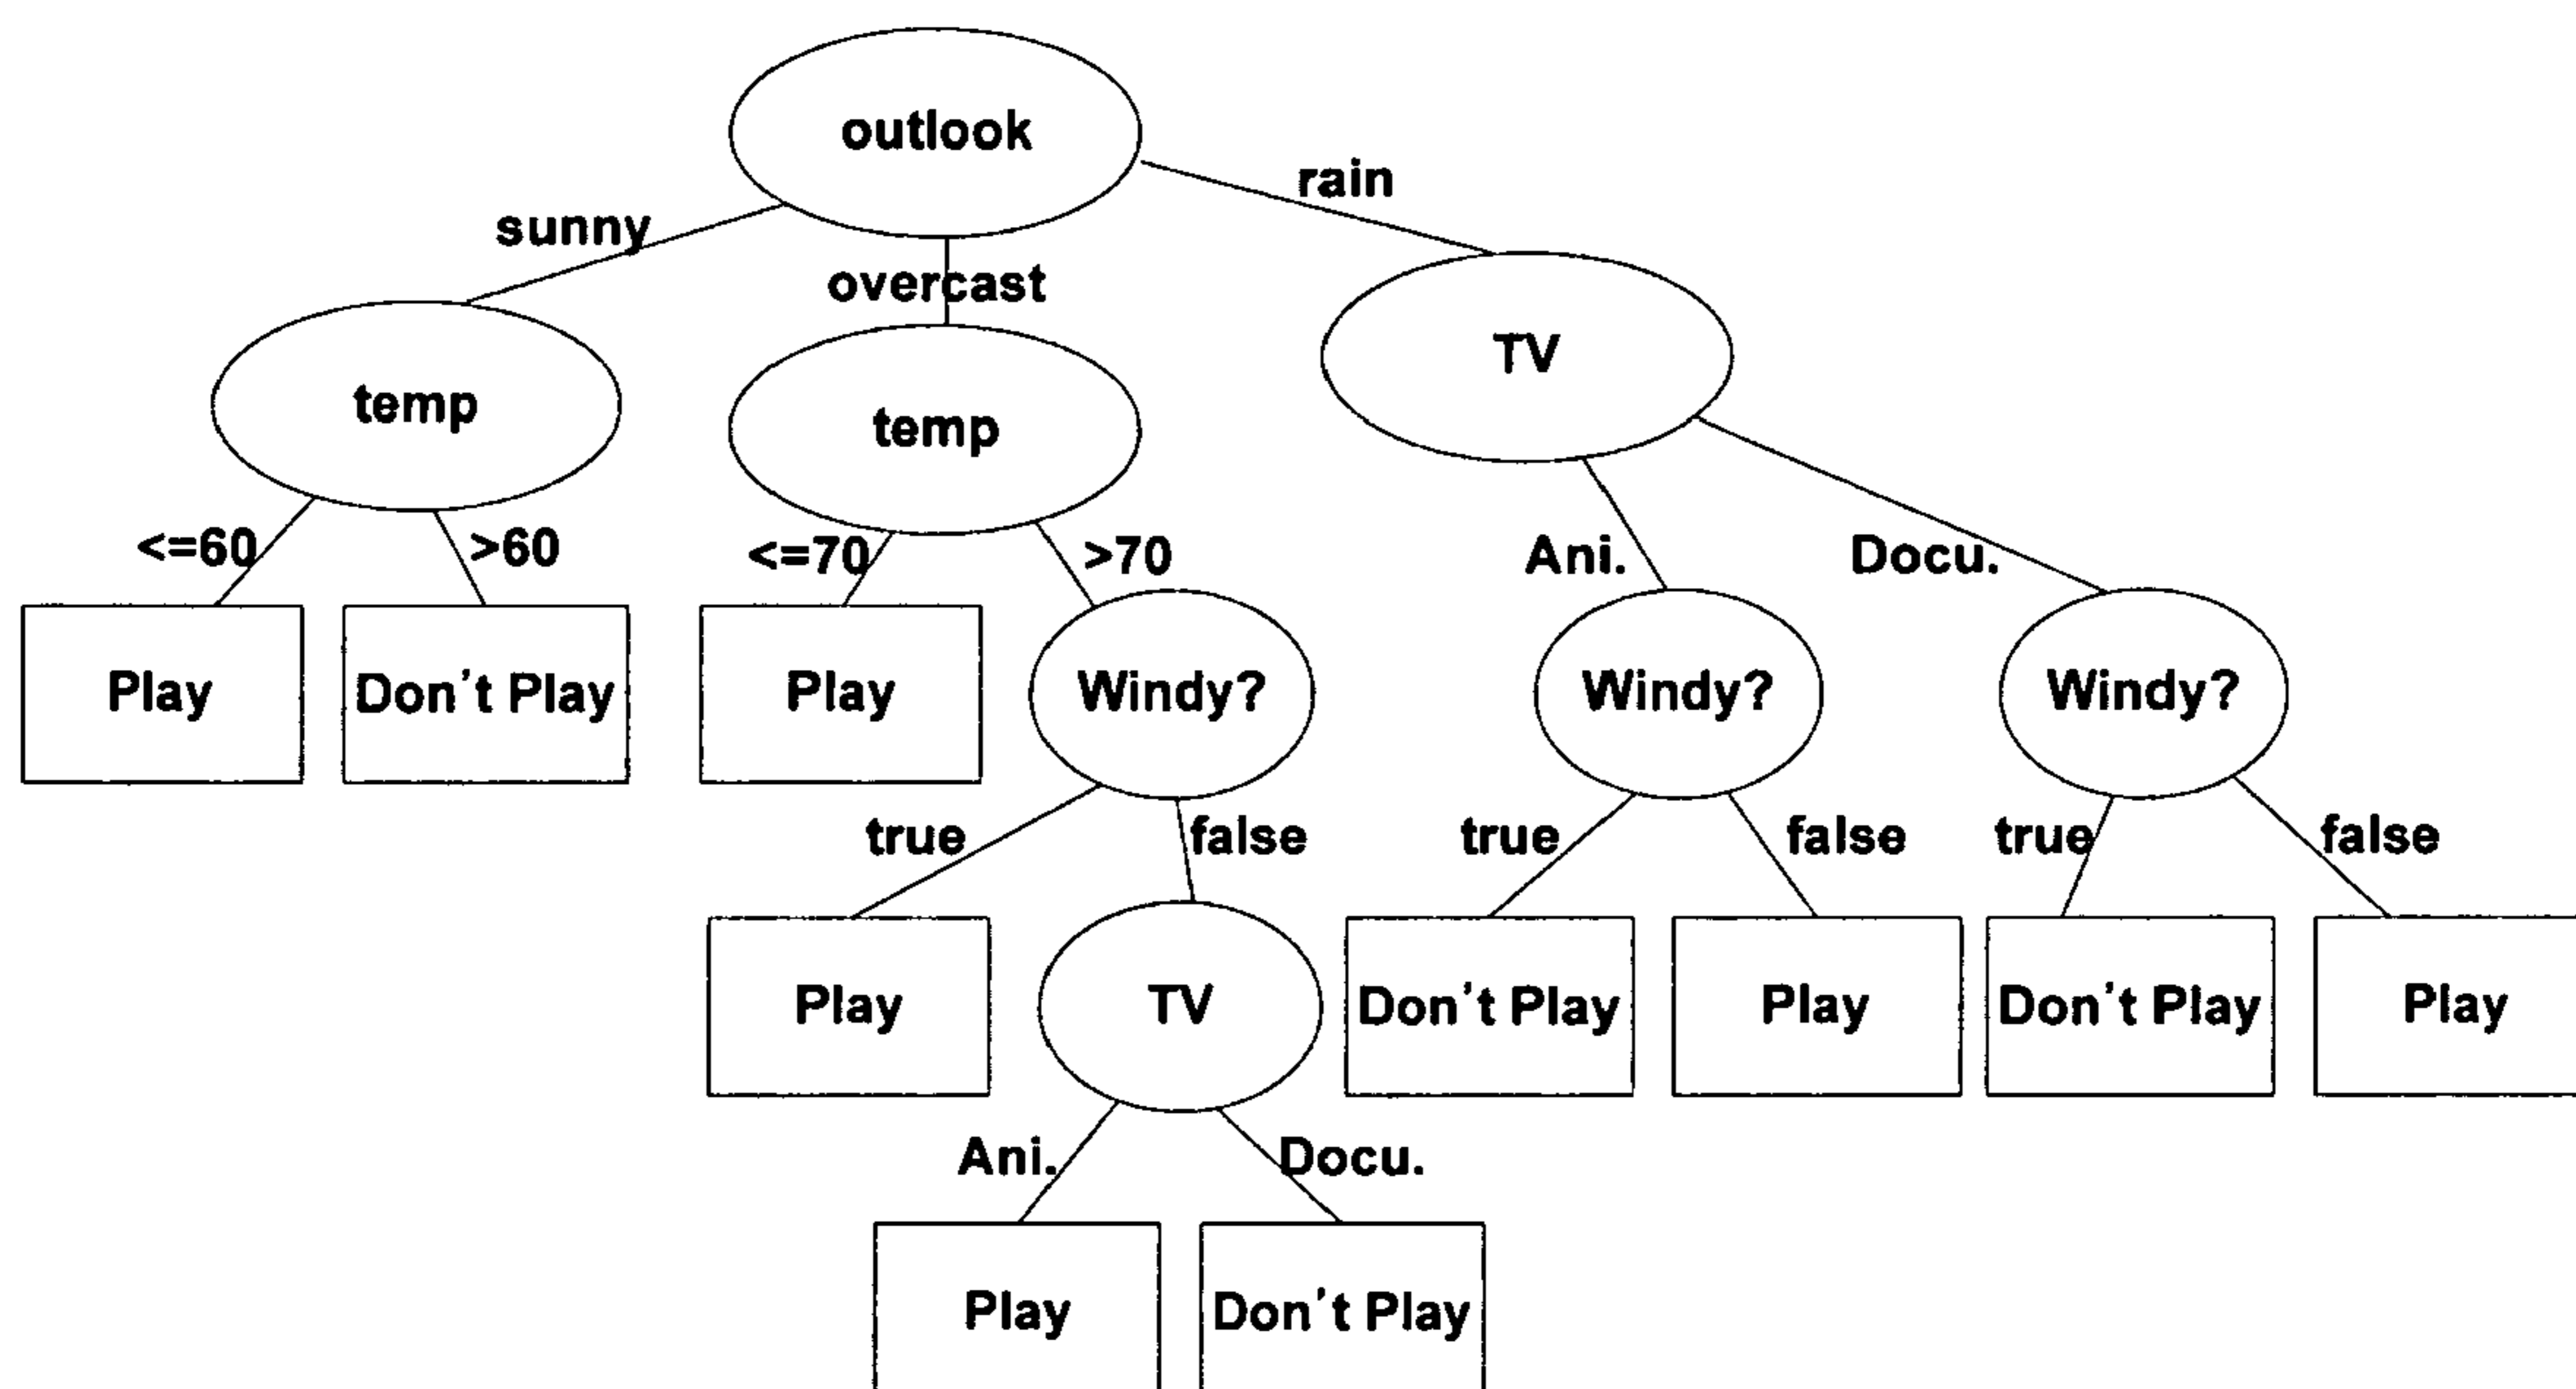 outlook
rain
sunny
overcast
TV
temp
temp
<=60
>60
<=70
>70
Ani.
Docu.
Play
Don't Play
Play
Windy?
Windy?
Windy?
true
false
true
false
true
false
Play
TV
Don't Play
Play
Don't Play
Play
Ani.
Docu.
Play
Don't Play